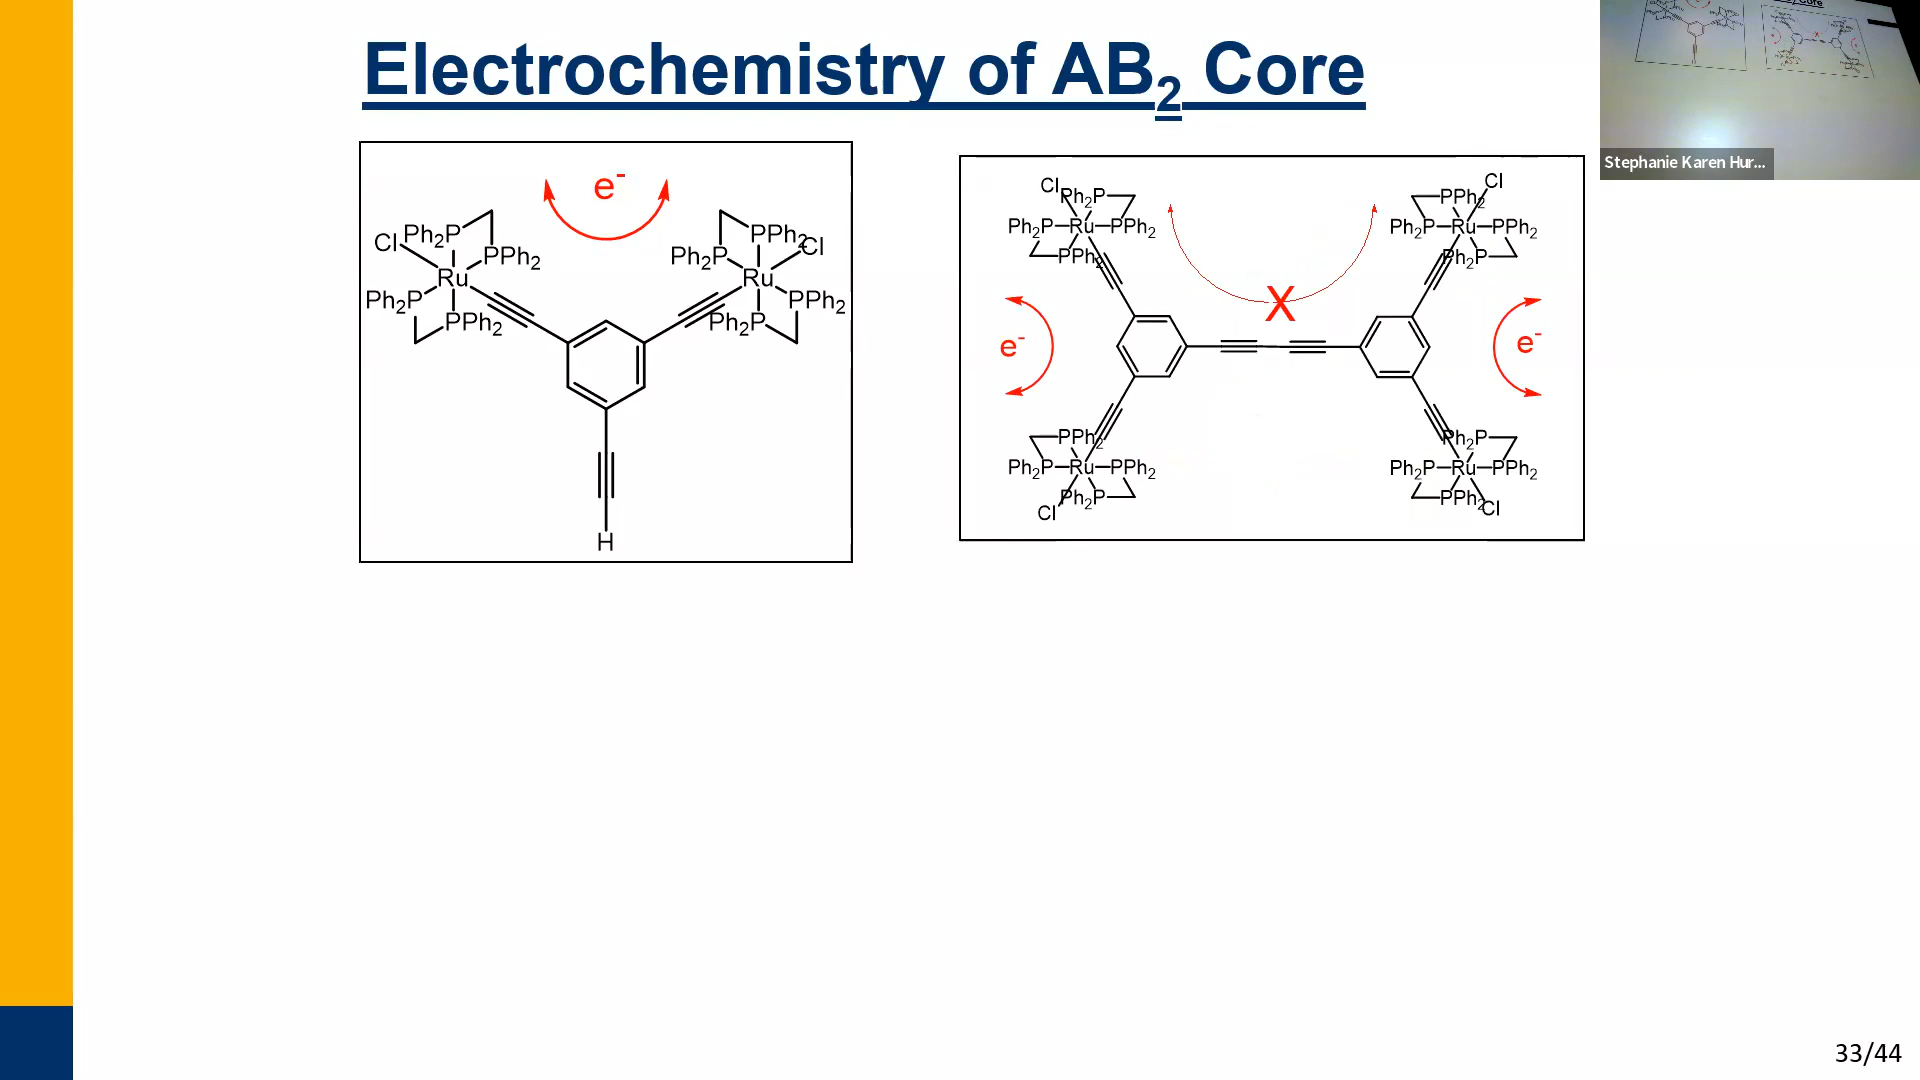 Electrochemistry of AB2 Core
Stephanie Karen Hur...
e-
Cl Ph2P PPh2
Ru
Ph2P PPh2
PPh2 Cl
Ph2P Ru
Ph2P PPh2
H
Cl Ph2P
Ph2P Ru PPh2
PPh2
e-
PPh2
Ph2P Ru PPh2
Ph2P
Cl
X
Cl
PPh2
Ph2P Ru PPh2
Ph2P
e-
Ph2P
Ph2P Ru PPh2
PPh2
Cl
33/44